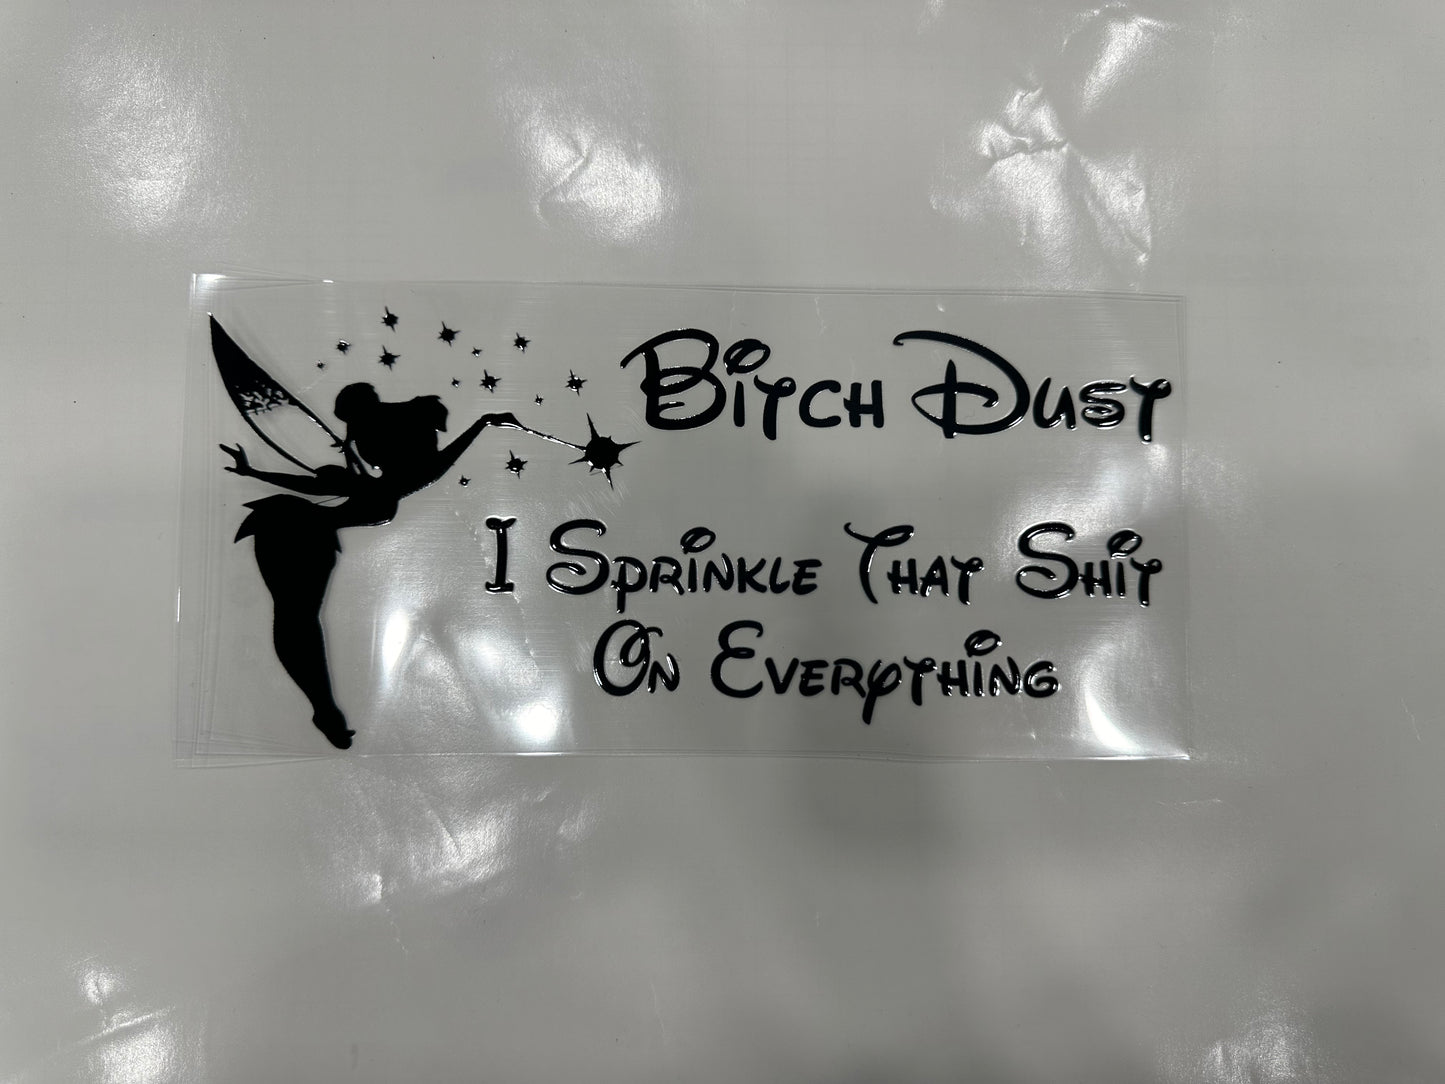 Bitch Dust
I Sprinkle That Shit
On Everything